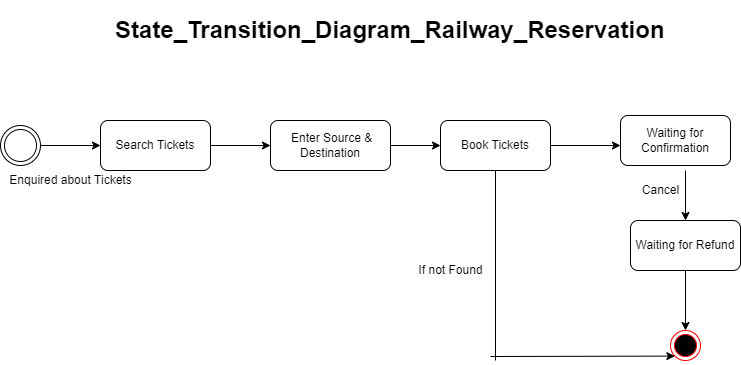 State_Transition_Diagram_Railway_Reservation
Search Tickets
Enter Source &
Destination
Book Tickets
Waiting for
Confirmation
Enquired about Tickets
Cancel
Waiting for Refund
If not Found